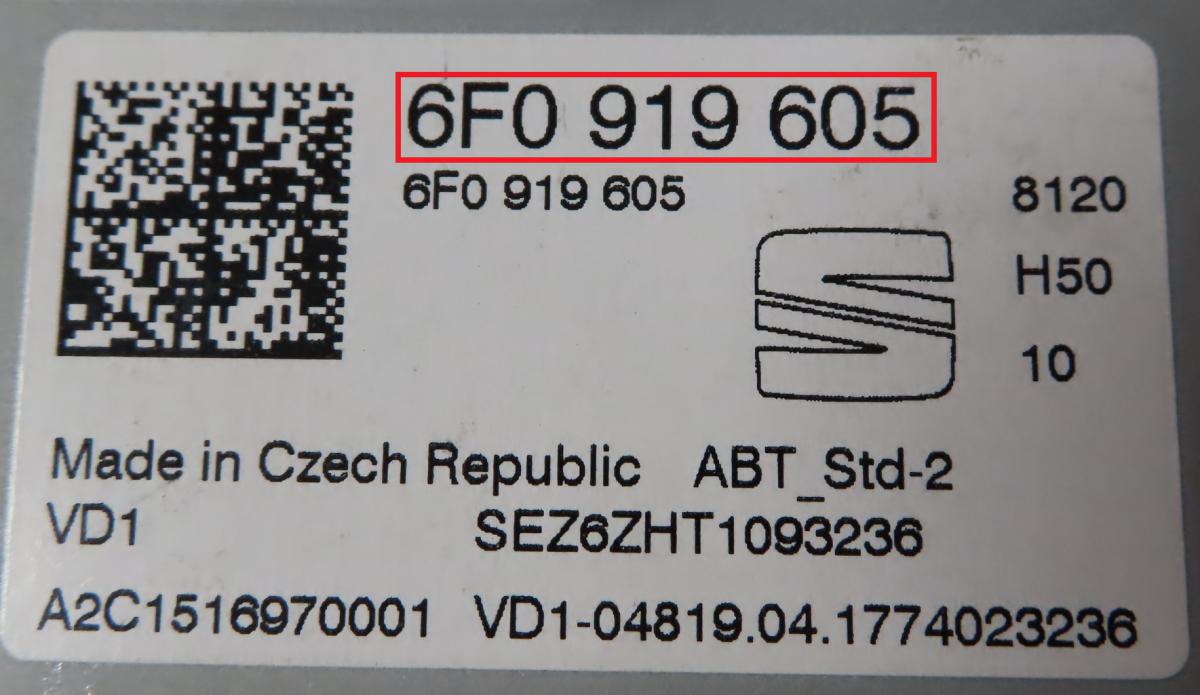 6F0 919 605
6F0 919 605
8120
H50
10
Made in Czech Republic ABT_Std-2
VD1 SEZ6ZHT1093236
A2C1516970001 VD1-04819.04.1774023236